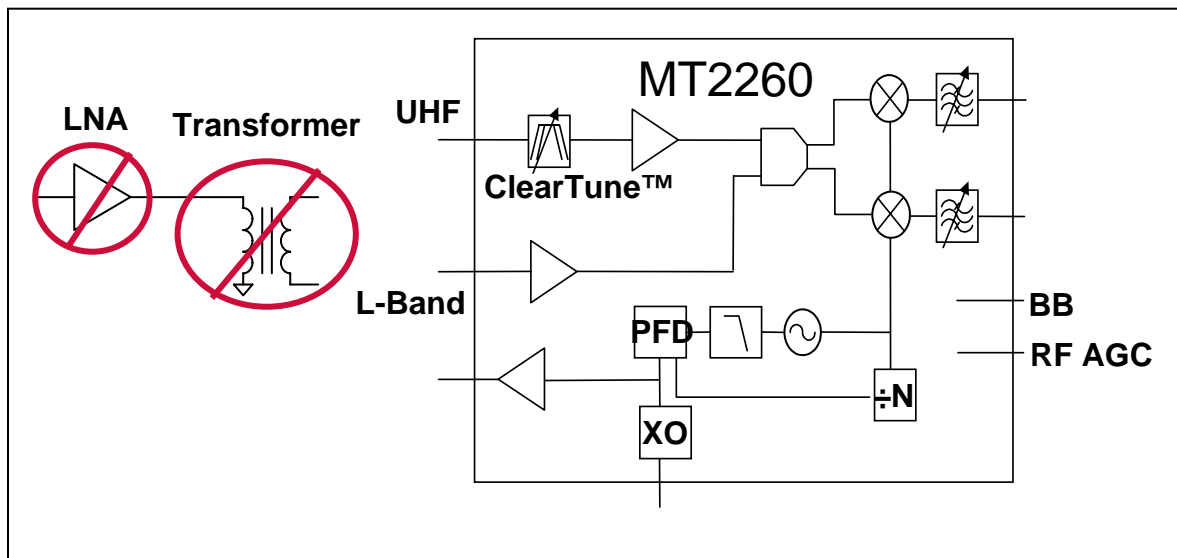 MT2260
LNA
Transformer
UHF
ClearTune™
L-Band
PFD
BB
RF AGC
÷N
XO